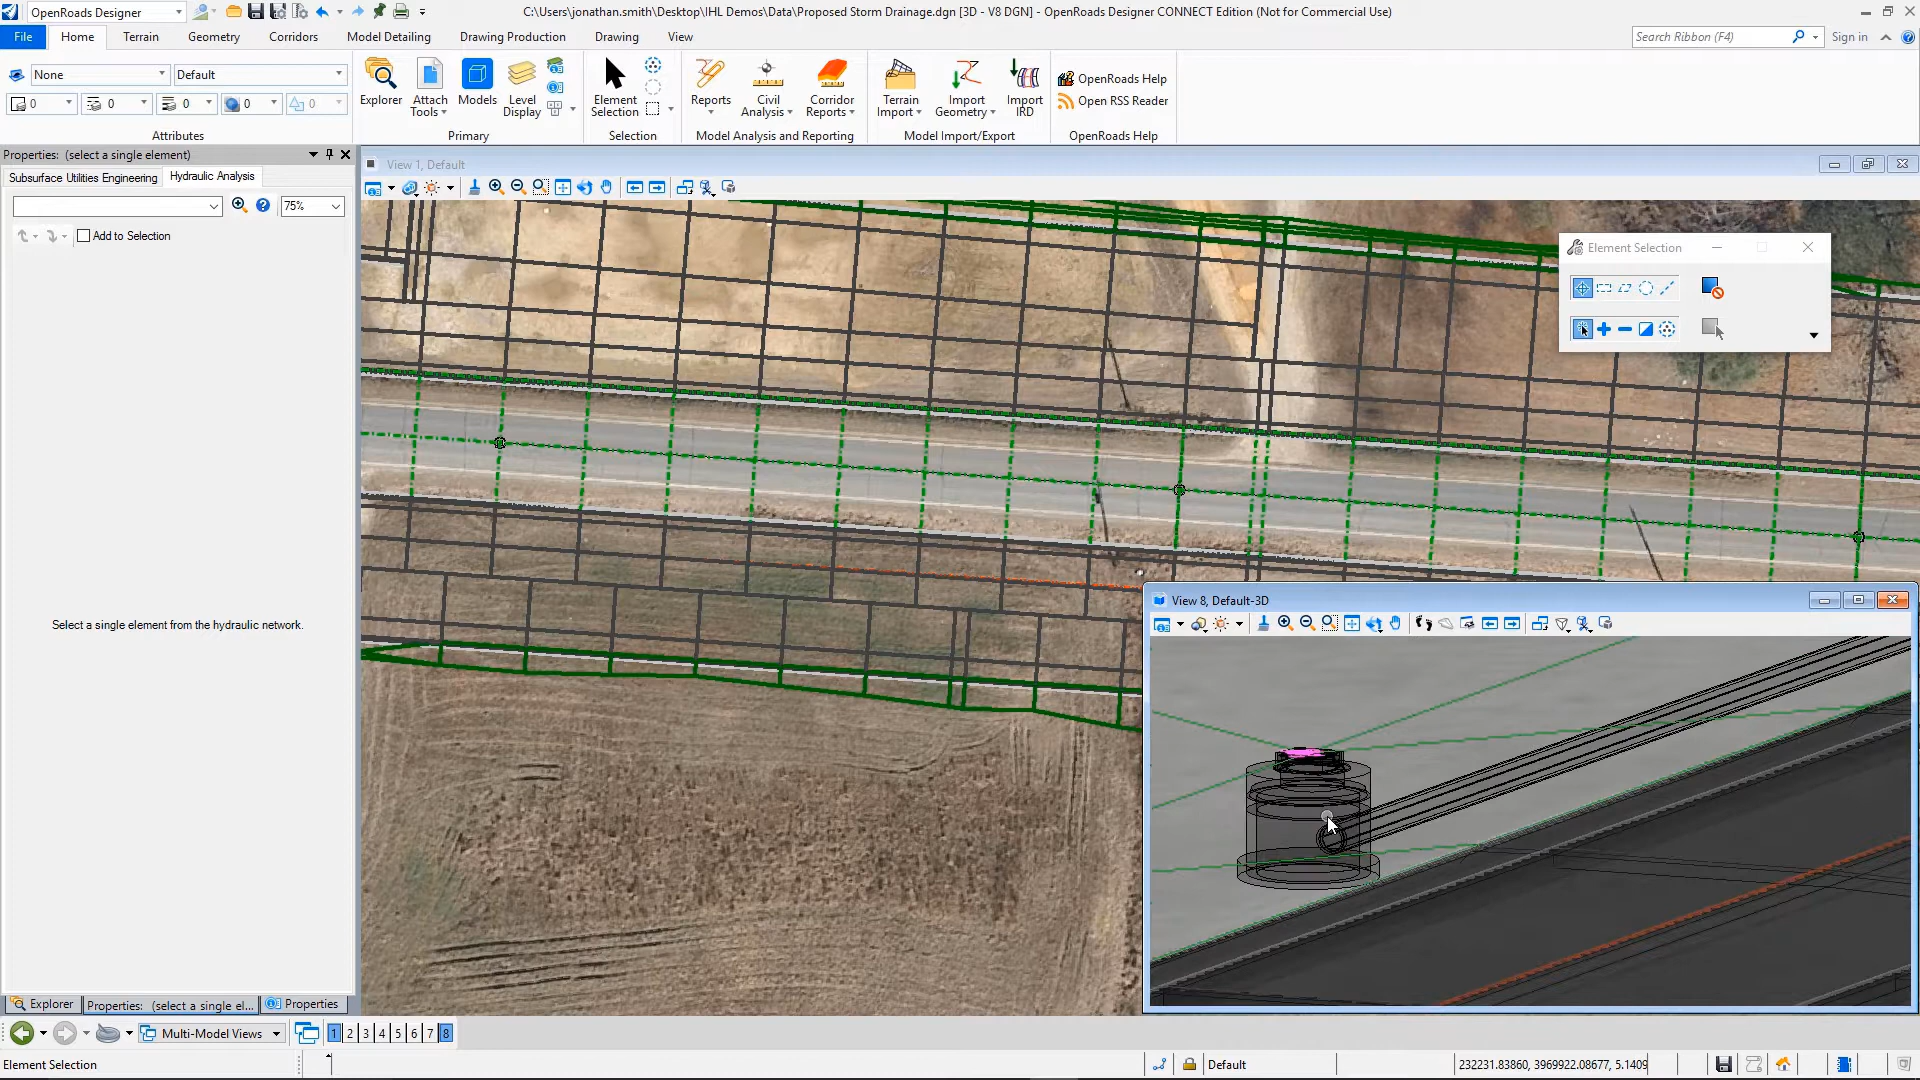 OpenRoads Designer
C:\Users\jonathan.smith\Desktop\IHL Demos\Data\Proposed Storm Drainage.dgn [3D - V8 DGN] - OpenRoads Designer CONNECT Edition (Not for Commercial Use)
File
Home
Terrain
Geometry
Corridors
Model Detailing
Drawing Production
Drawing
View
Search Ribbon (F4)
Sign in
None
Default
0
0
0
0
0
Attributes
Explorer
Attach Tools
Models
Level Display
Primary
Element Selection
Selection
Reports
Civil Analysis
Corridor Reports
Model Analysis and Reporting
Terrain Import
Import Geometry
Import IRD
Model Import/Export
OpenRoads Help
Open RSS Reader
OpenRoads Help
Properties: (select a single element)
Subsurface Utilities Engineering
Hydraulic Analysis
75%
Add to Selection
Select a single element from the hydraulic network.
View 1, Default
Element Selection
View 8, Default-3D
Explorer
Properties: (select a single el...
Properties
Multi-Model Views
1 2 3 4 5 6 7 8
Element Selection
Default
232231.83860, 3969922.08677, 5.1409